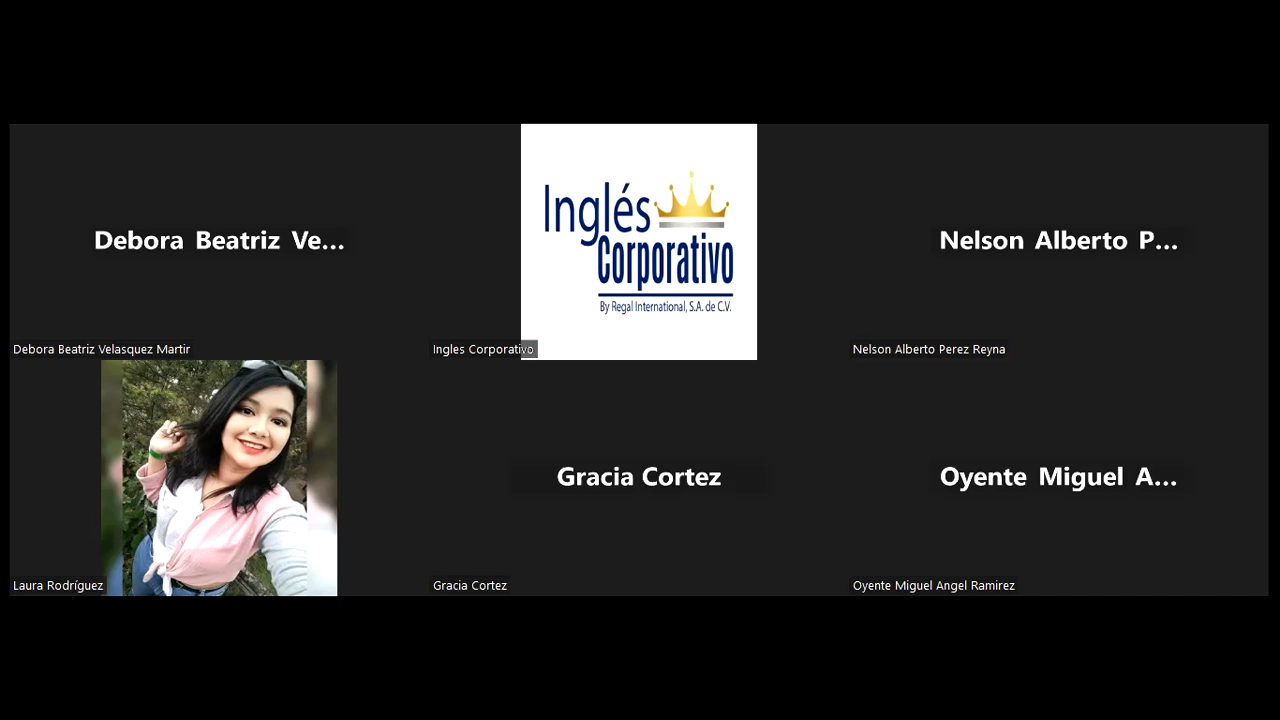 Debora Beatriz Ve...
Debora Beatriz Velasquez Martir
Inglés
Corporativo
By Regal International, S.A. de C.V.
Ingles Corporativo
Nelson Alberto P...
Nelson Alberto Perez Reyna
Laura Rodríguez
Gracia Cortez
Gracia Cortez
Oyente Miguel A...
Oyente Miguel Angel Ramirez